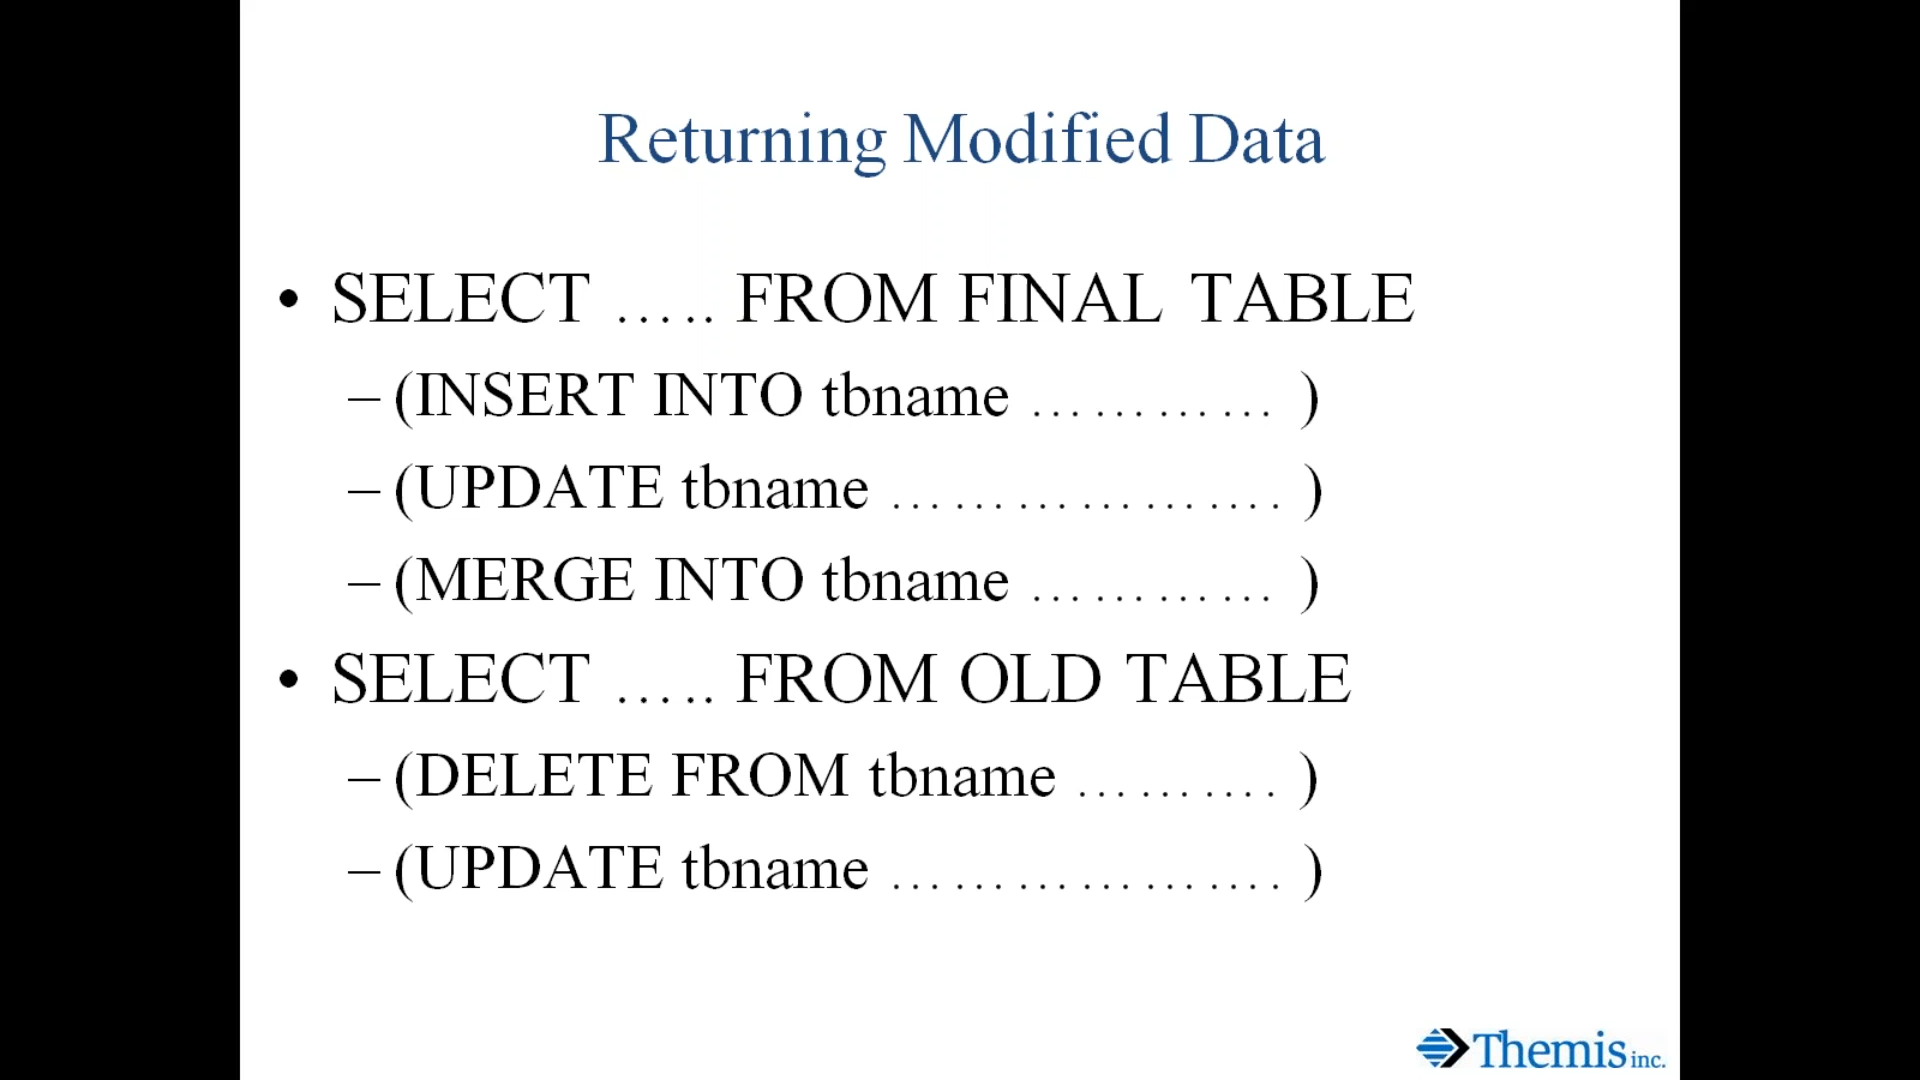 Returning Modified Data
• SELECT ….. FROM FINAL TABLE
– (INSERT INTO tbname ………… )
– (UPDATE tbname ………………. )
– (MERGE INTO tbname ………… )
• SELECT ….. FROM OLD TABLE
– (DELETE FROM tbname ………. )
– (UPDATE tbname ………………. )
Themis inc.